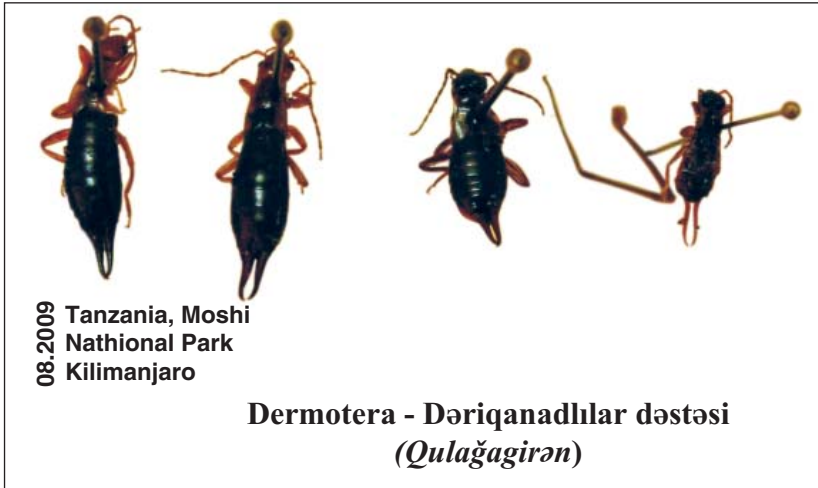 08.2009
Tanzania, Moshi
Nathional Park
Kilimanjaro
Dermotera - Dəriqanadlılar dəstəsi
(Qulağagirən)